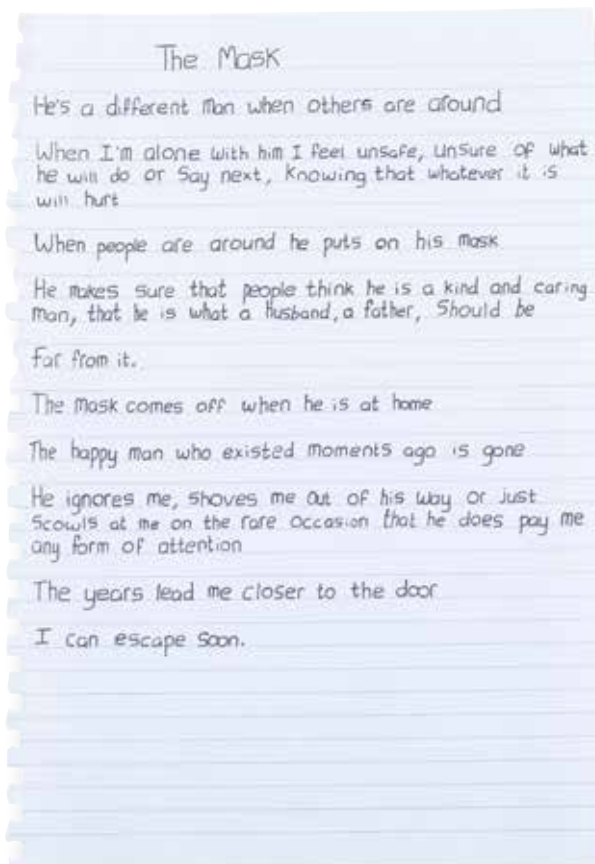 The Mask
He's a different man when others are around
When I'm alone with him I feel unsafe, unsure of what
he will do or say next, knowing that whatever it is
will hurt
When people are around he puts on his mask
He makes sure that people think he is a kind and caring
man, that he is what a husband, a father, should be
Far from it.
The mask comes off when he is at home
The happy man who existed moments ago is gone
He ignores me, shoves me out of his way or just
scowls at me on the rare occasion that he does pay me
any form of attention
The years lead me closer to the door
I can escape soon.